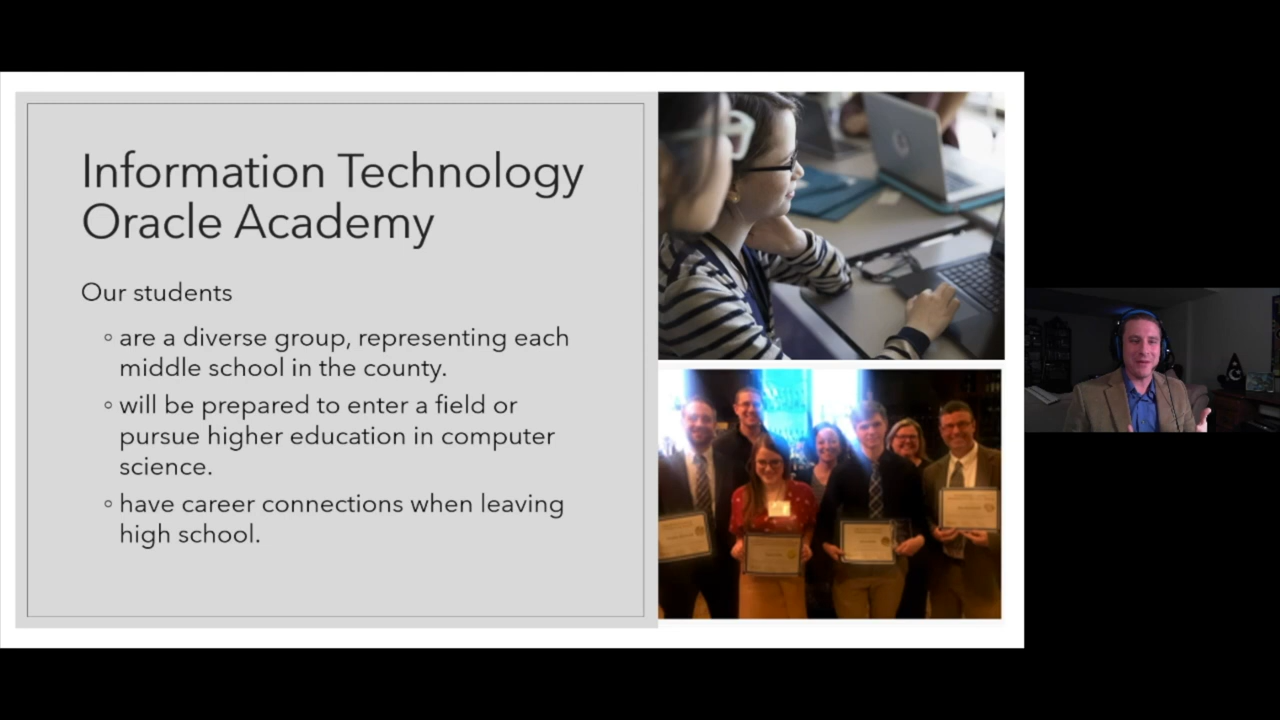 Information Technology
Oracle Academy
Our students
◦ are a diverse group, representing each
middle school in the county.
◦ will be prepared to enter a field or
pursue higher education in computer
science.
◦ have career connections when leaving
high school.